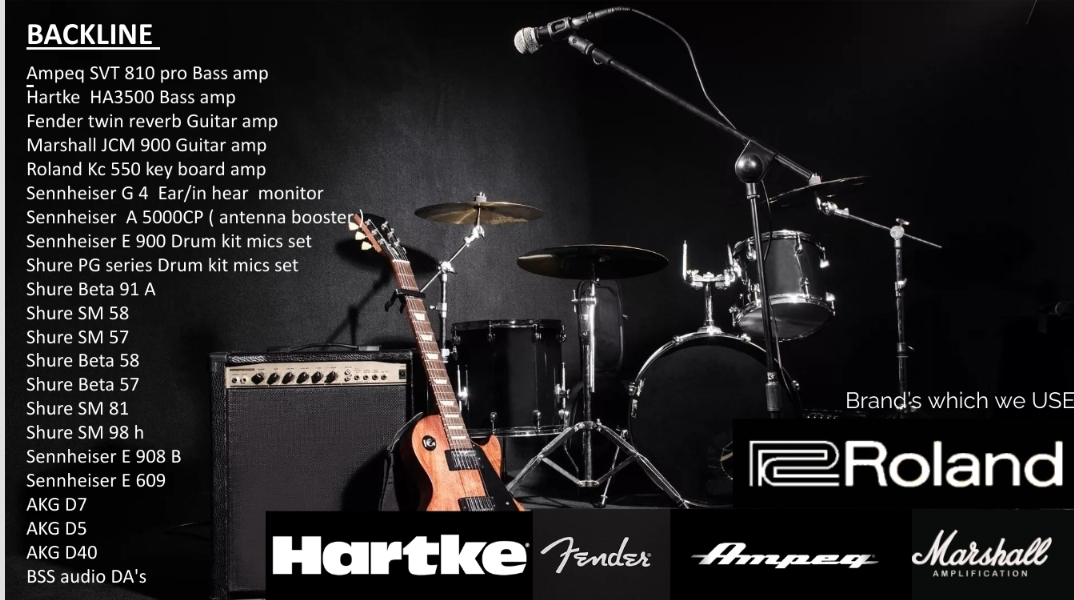 BACKLINE
Ampeq SVT 810 pro Bass amp
Hartke HA3500 Bass amp
Fender twin reverb Guitar amp
Marshall JCM 900 Guitar amp
Roland Kc 550 key board amp
Sennheiser G 4 Ear/in hear monitor
Sennheiser A 5000CP ( antenna booster )
Sennheiser E 900 Drum kit mics set
Shure PG series Drum kit mics set
Shure Beta 91 A
Shure SM 58
Shure SM 57
Shure Beta 58
Shure Beta 57
Shure SM 81
Shure SM 98 h
Sennheiser E 908 B
Sennheiser E 609
AKG D7
AKG D5
AKG D40
BSS audio DA's
Brand's which we USE
Roland
Hartke
Fender
Ampeg
Marshall
AMPLIFICATION